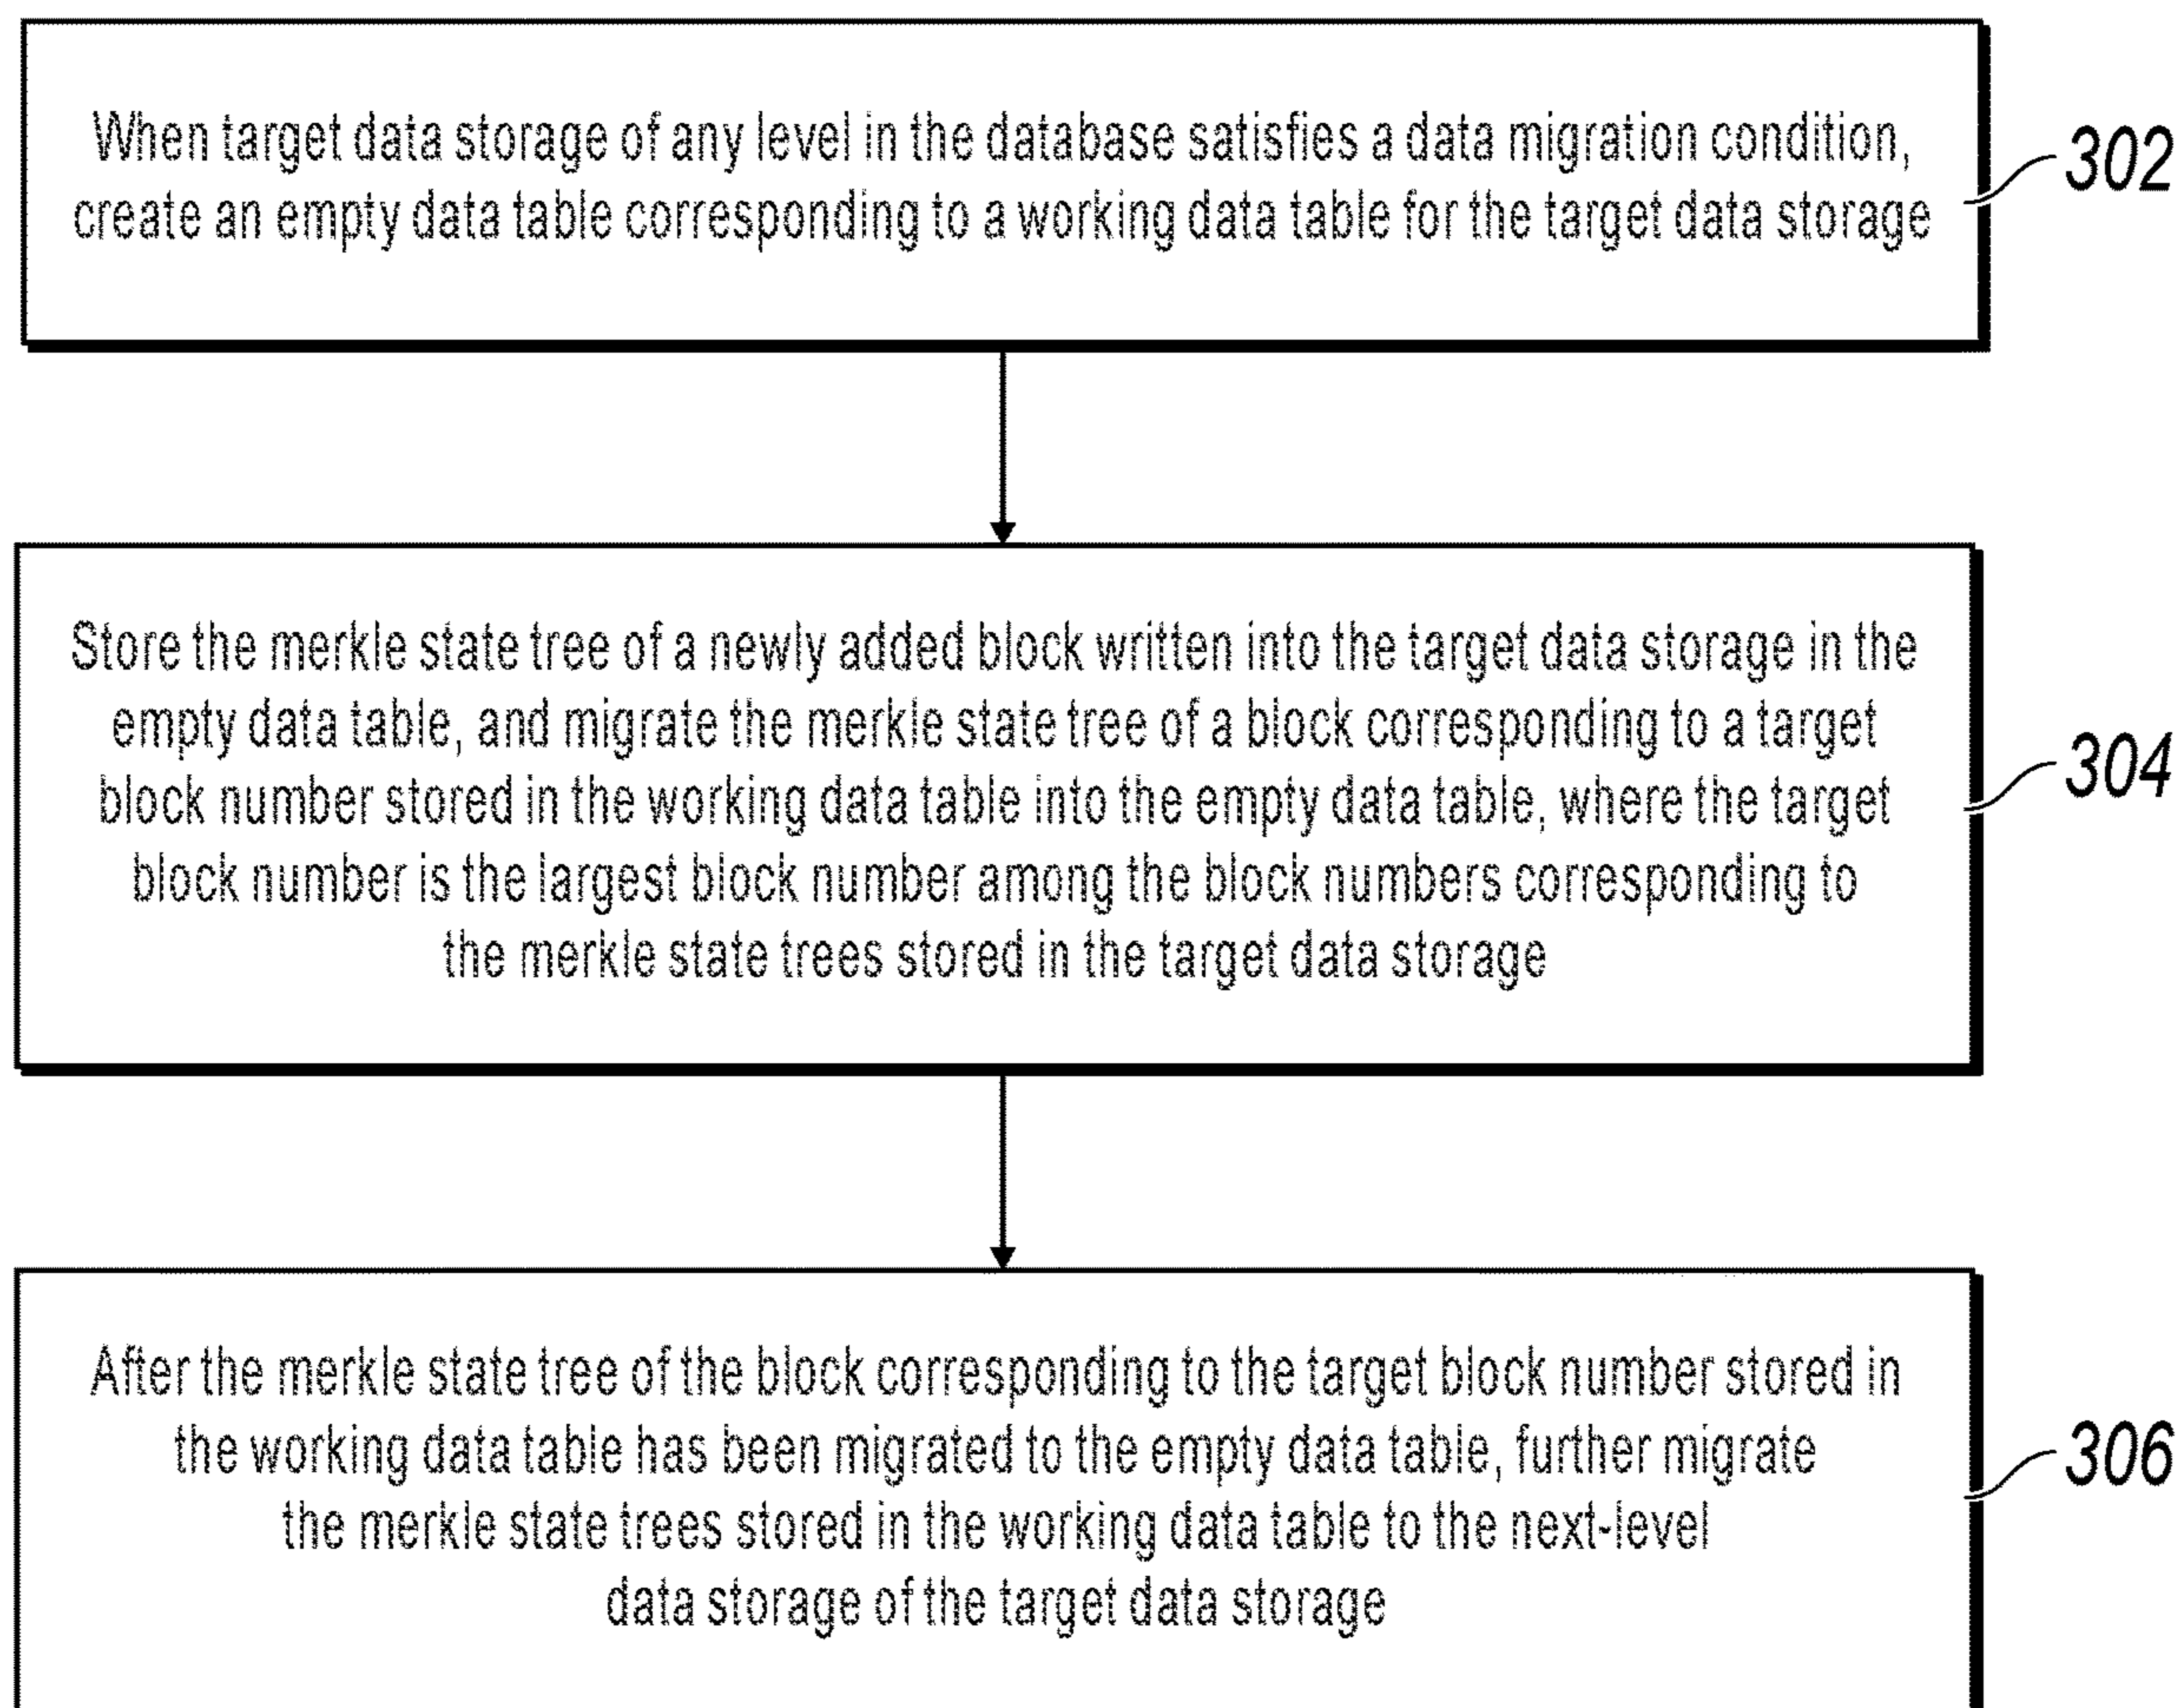 When target data storage of any level in the database satisfies a data migration condition,
create an empty data table corresponding to a working data table for the target data storage
302
Store the merkle state tree of a newly added block written into the target data storage in the
empty data table, and migrate the merkle state tree of a block corresponding to a target
block number stored in the working data table into the empty data table, where the target
block number is the largest block number among the block numbers corresponding to
the merkle state trees stored in the target data storage
304
After the merkle state tree of the block corresponding to the target block number stored in
the working data table has been migrated to the empty data table, further migrate
the merkle state trees stored in the working data table to the next-level
data storage of the target data storage
306